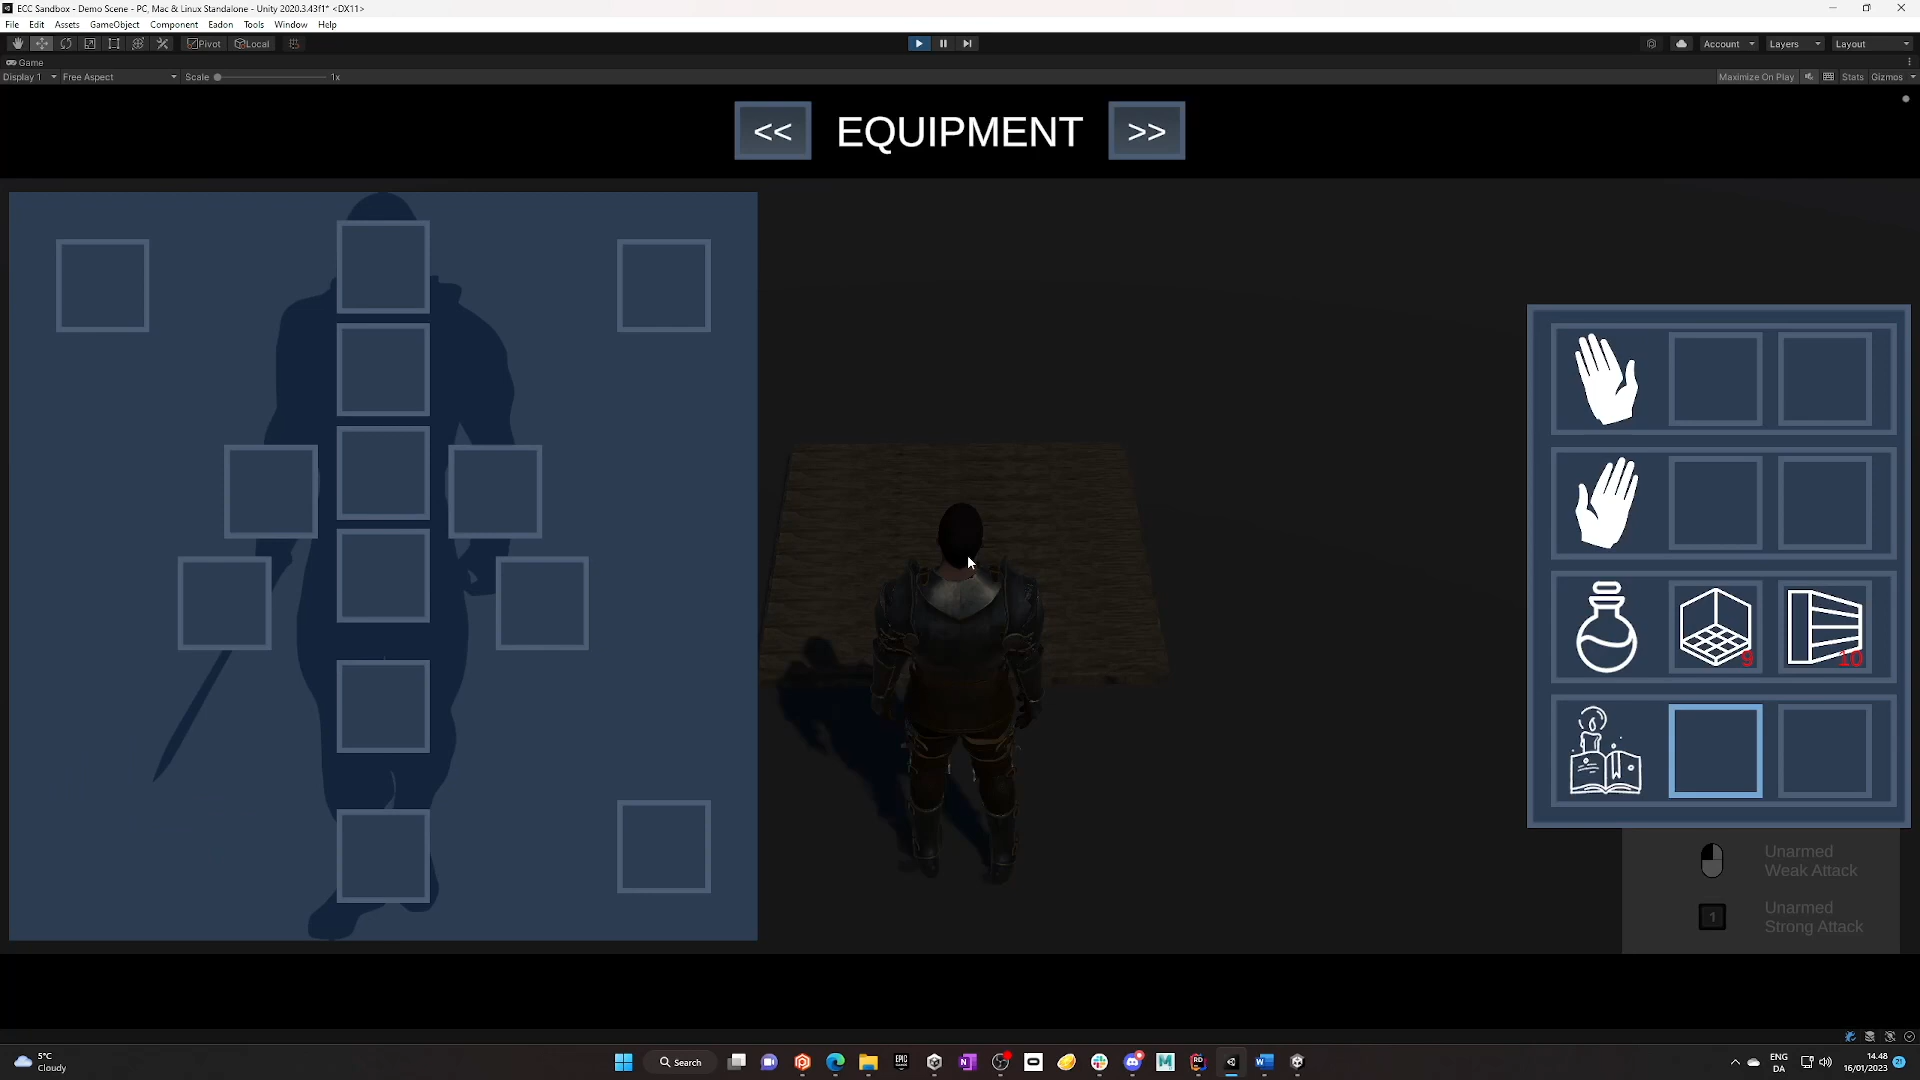 ECC Sandbox - Demo Scene - PC, Mac & Linux Standalone - Unity 2020.3.43f1* <DX11>
File Edit Assets GameObject Component Eadon Tools Window Help
Pivot Local Account Layers Layout
Game
Display 1 Free Aspect Scale 1x Maximize On Play Stats Gizmos
<< EQUIPMENT >>
9 10
Unarmed
Weak Attack
1
Unarmed
Strong Attack
5°C
Cloudy
Search
EPIC
N
M
RD
W
ENG
DA
14.48
16/01/2023
21